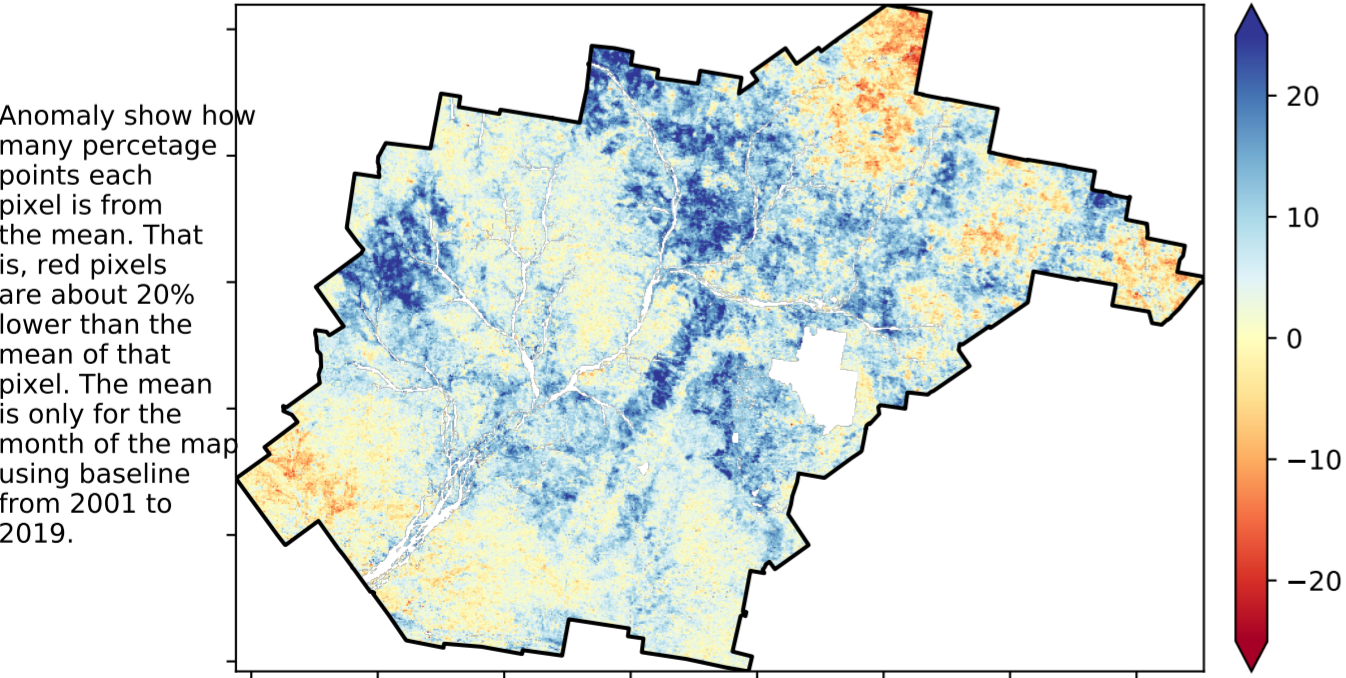 Anomaly show how
many percetage
points each
pixel is from
the mean. That
is, red pixels
are about 20%
lower than the
mean of that
pixel. The mean
is only for the
month of the map
using baseline
from 2001 to
2019.
20
10
0
−10
−20